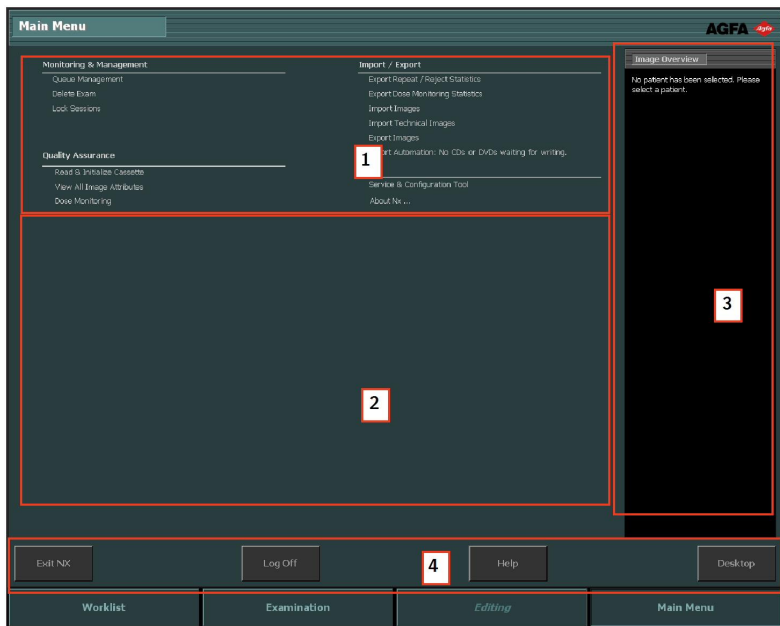 Main Menu
AGFA
Agfa
Monitoring & Management
Queue Management
Delete Exam
Lock Sessions
Quality Assurance
Read & Initialize Cassette
View All Image Attributes
Dose Monitoring
Import / Export
Export Repeat / Reject Statistics
Export Dose Monitoring Statistics
Import Images
Import Technical Images
Export Images
Automation: No CDs or DVDs waiting for writing.
Service & Configuration Tool
About Nx ...
1
2
Image Overview
No patient has been selected. Please
select a patient.
3
Exit NX
Log Off
4
Help
Desktop
Worklist
Examination
Editing
Main Menu